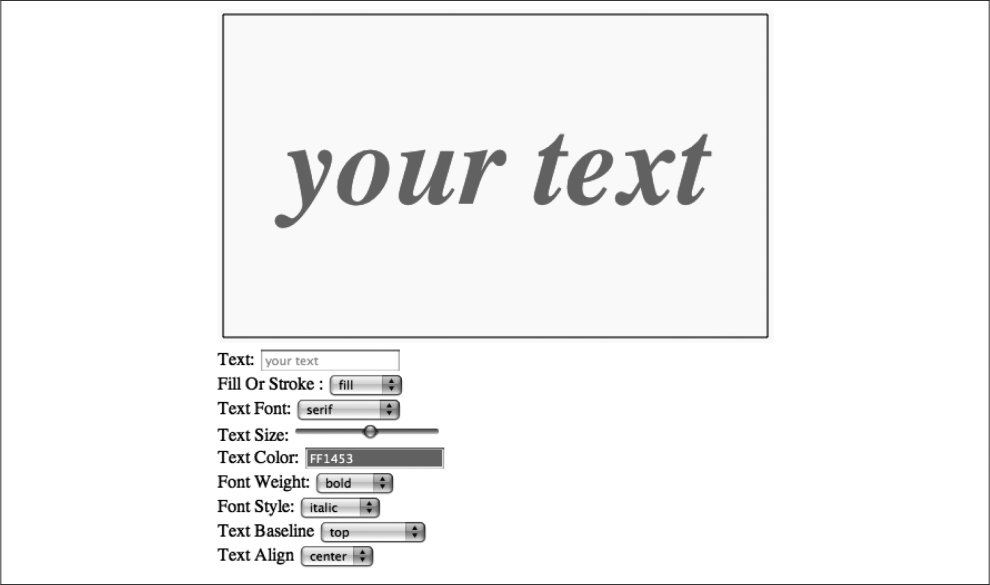 your text
Text: your text
Fill Or Stroke : fill
Text Font: serif
Text Size:
Text Color: FF1453
Font Weight: bold
Font Style: italic
Text Baseline top
Text Align center